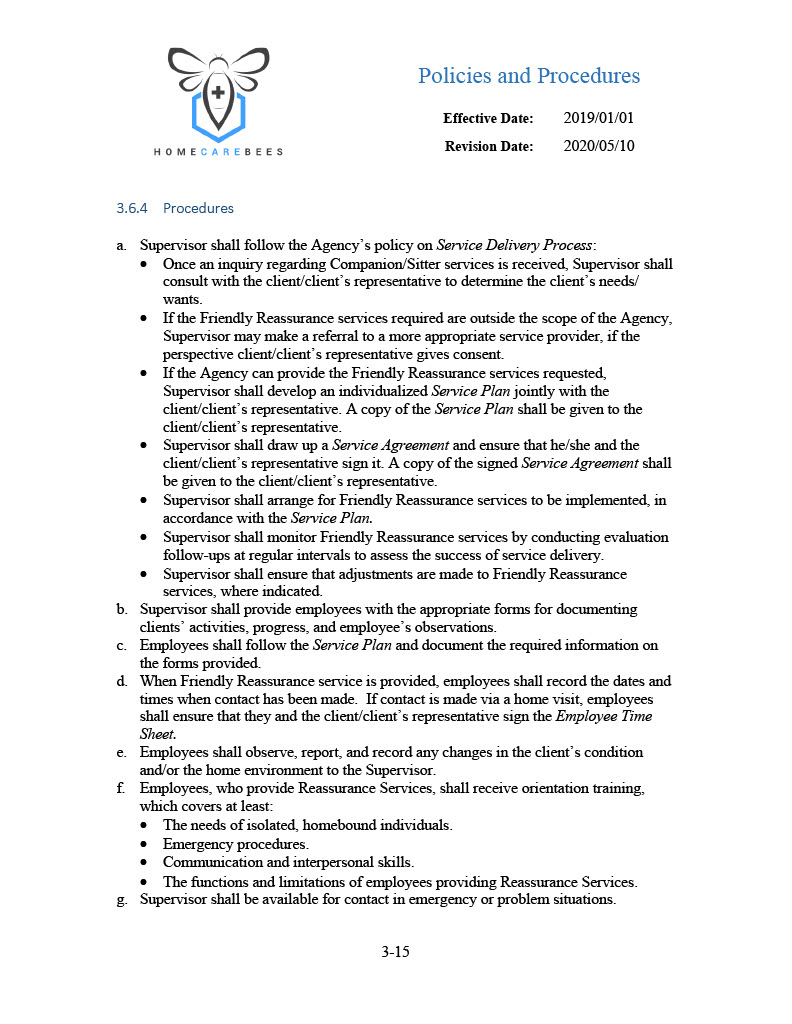 HOMECAREBEES
Policies and Procedures
Effective Date: 2019/01/01
Revision Date: 2020/05/10
3.6.4 Procedures
a. Supervisor shall follow the Agency's policy on Service Delivery Process:
• Once an inquiry regarding Companion/Sitter services is received, Supervisor shall
consult with the client/client's representative to determine the client's needs/
wants.
• If the Friendly Reassurance services required are outside the scope of the Agency,
Supervisor may make a referral to a more appropriate service provider, if the
perspective client/client's representative gives consent.
• If the Agency can provide the Friendly Reassurance services requested,
Supervisor shall develop an individualized Service Plan jointly with the
client/client's representative. A copy of the Service Plan shall be given to the
client/client's representative.
• Supervisor shall draw up a Service Agreement and ensure that he/she and the
client/client's representative sign it. A copy of the signed Service Agreement shall
be given to the client/client's representative.
• Supervisor shall arrange for Friendly Reassurance services to be implemented, in
accordance with the Service Plan.
• Supervisor shall monitor Friendly Reassurance services by conducting evaluation
follow-ups at regular intervals to assess the success of service delivery.
• Supervisor shall ensure that adjustments are made to Friendly Reassurance
services, where indicated.
b. Supervisor shall provide employees with the appropriate forms for documenting
clients' activities, progress, and employee's observations.
c. Employees shall follow the Service Plan and document the required information on
the forms provided.
d. When Friendly Reassurance service is provided, employees shall record the dates and
times when contact has been made. If contact is made via a home visit, employees
shall ensure that they and the client/client's representative sign the Employee Time
Sheet.
e. Employees shall observe, report, and record any changes in the client's condition
and/or the home environment to the Supervisor.
f. Employees, who provide Reassurance Services, shall receive orientation training,
which covers at least:
• The needs of isolated, homebound individuals.
• Emergency procedures.
• Communication and interpersonal skills.
• The functions and limitations of employees providing Reassurance Services.
g. Supervisor shall be available for contact in emergency or problem situations.
3-15